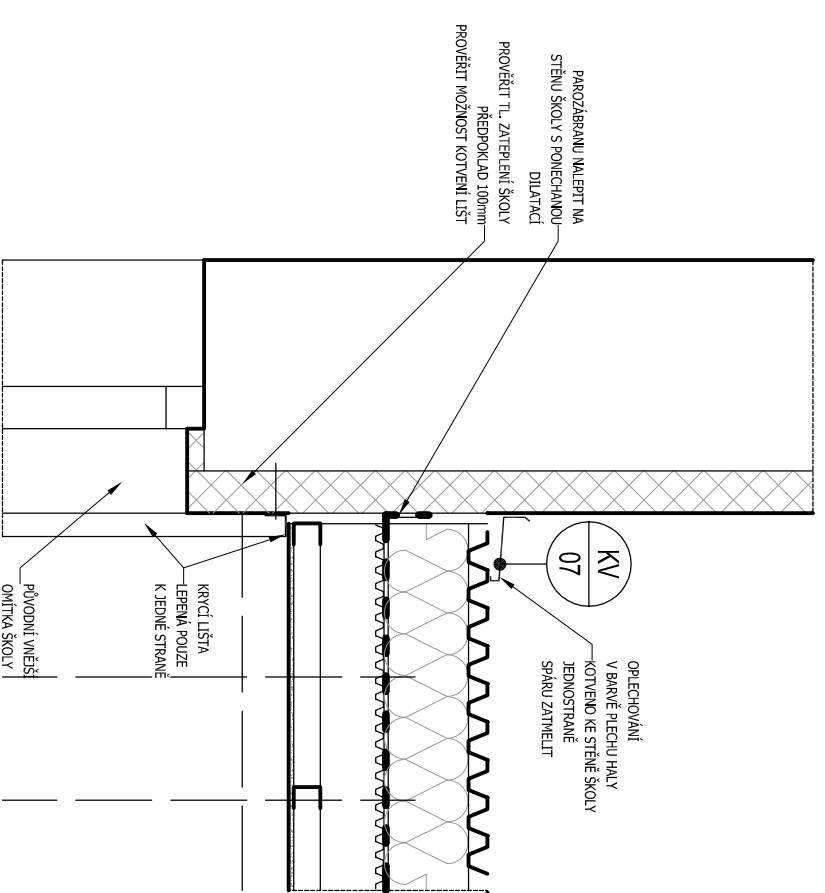 PAROZÁBRANU NALEPIT NA
STĚNU ŠKOLY S PONECHANOU
DILATACÍ
PROVĚŘIT TL. ZATEPLENÍ ŠKOLY
PŘEDPOKLAD 100mm
PROVĚŘIT MOŽNOST KOTVENÍ LIŠT
KV
07
OPLECHOVÁNÍ
V BARVĚ PLECHU HALY
KOTVENO KE STĚNĚ ŠKOLY
JEDNOSTRANĚ
SPÁRU ZATMELIT
KRYCÍ LIŠTA
LEPENÁ POUZE
K JEDNÉ STRANĚ
PŮVODNÍ VNĚJŠÍ
OMÍTKA ŠKOLY